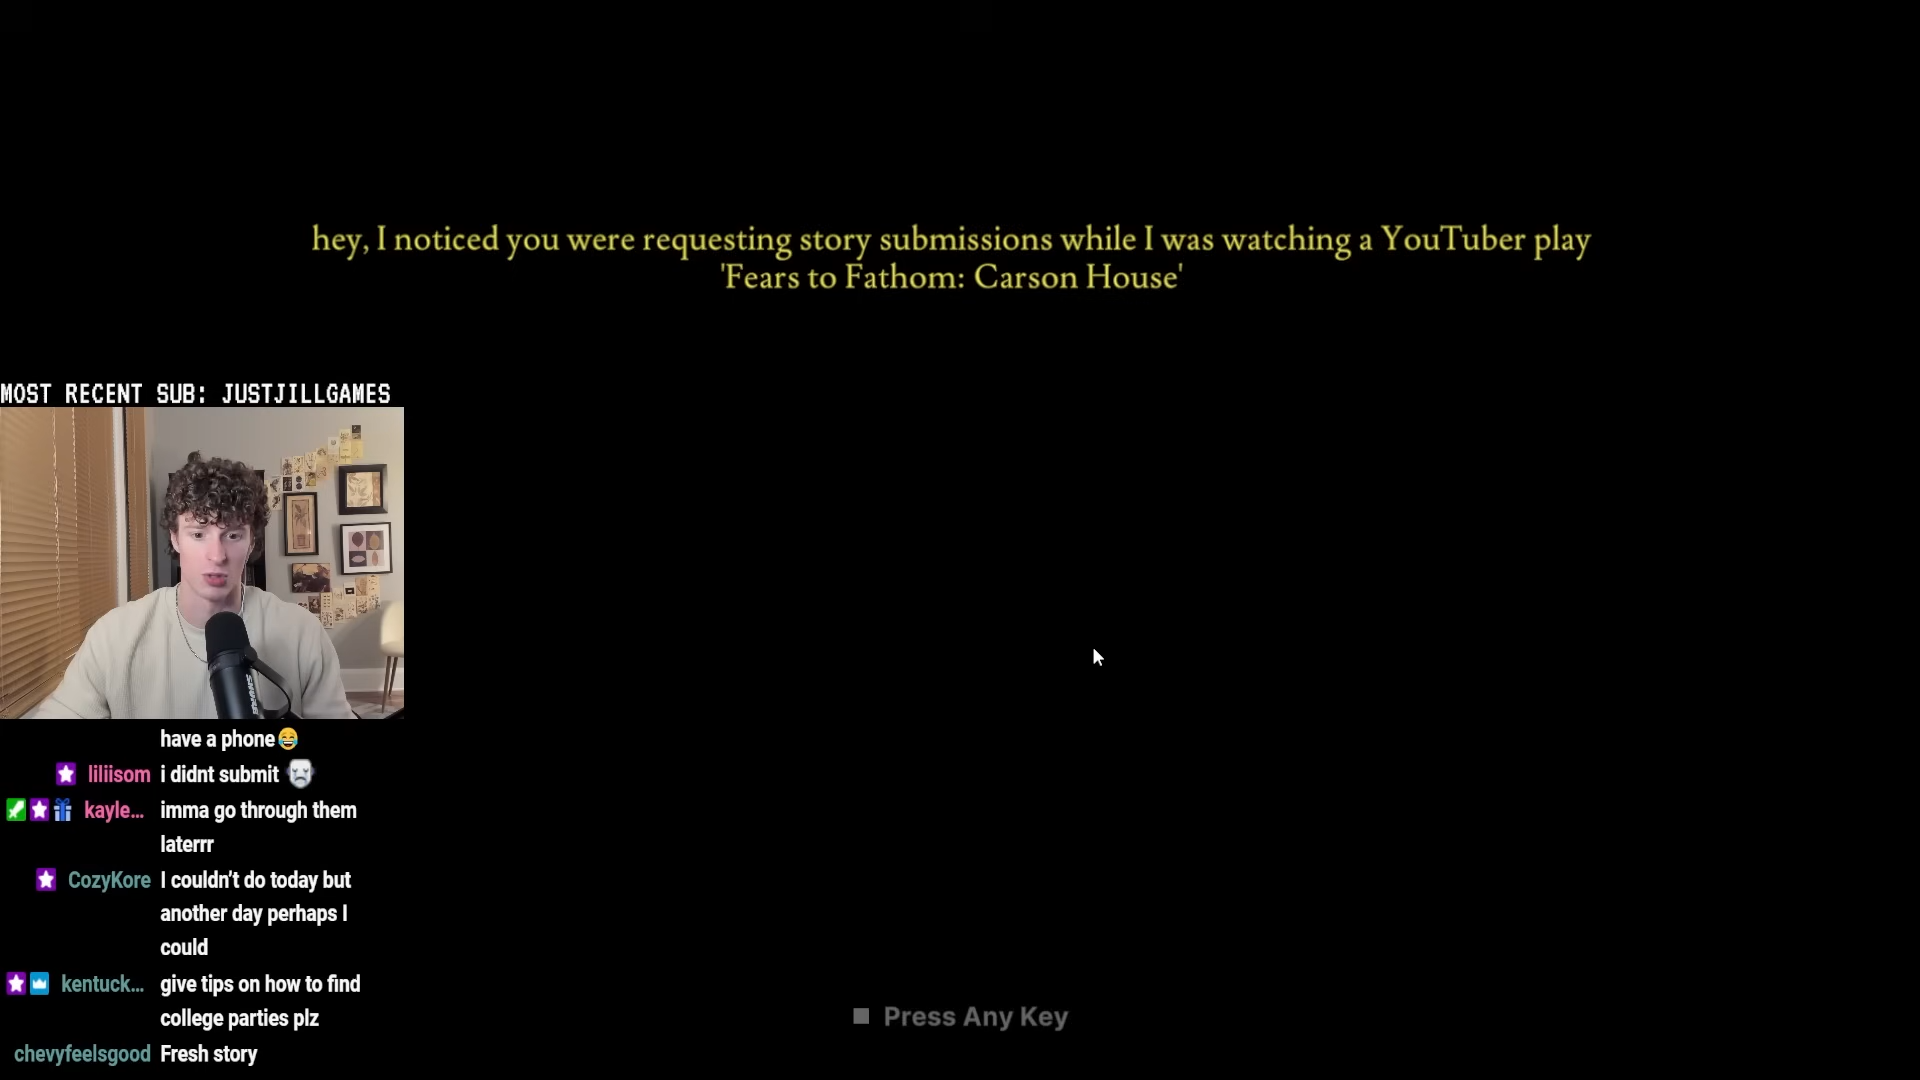 hey, I noticed you were requesting story submissions while I was watching a YouTuber play
'Fears to Fathom: Carson House'
MOST RECENT SUB: JUSTJILLGAMES
SHURE
have a phone😂
liliisom i didnt submit
kayle... imma go through them
laterrr
CozyKore I couldn’t do today but
another day perhaps I
could
kentuck... give tips on how to find
college parties plz
Press Any Key
chevyfeelsgood Fresh story